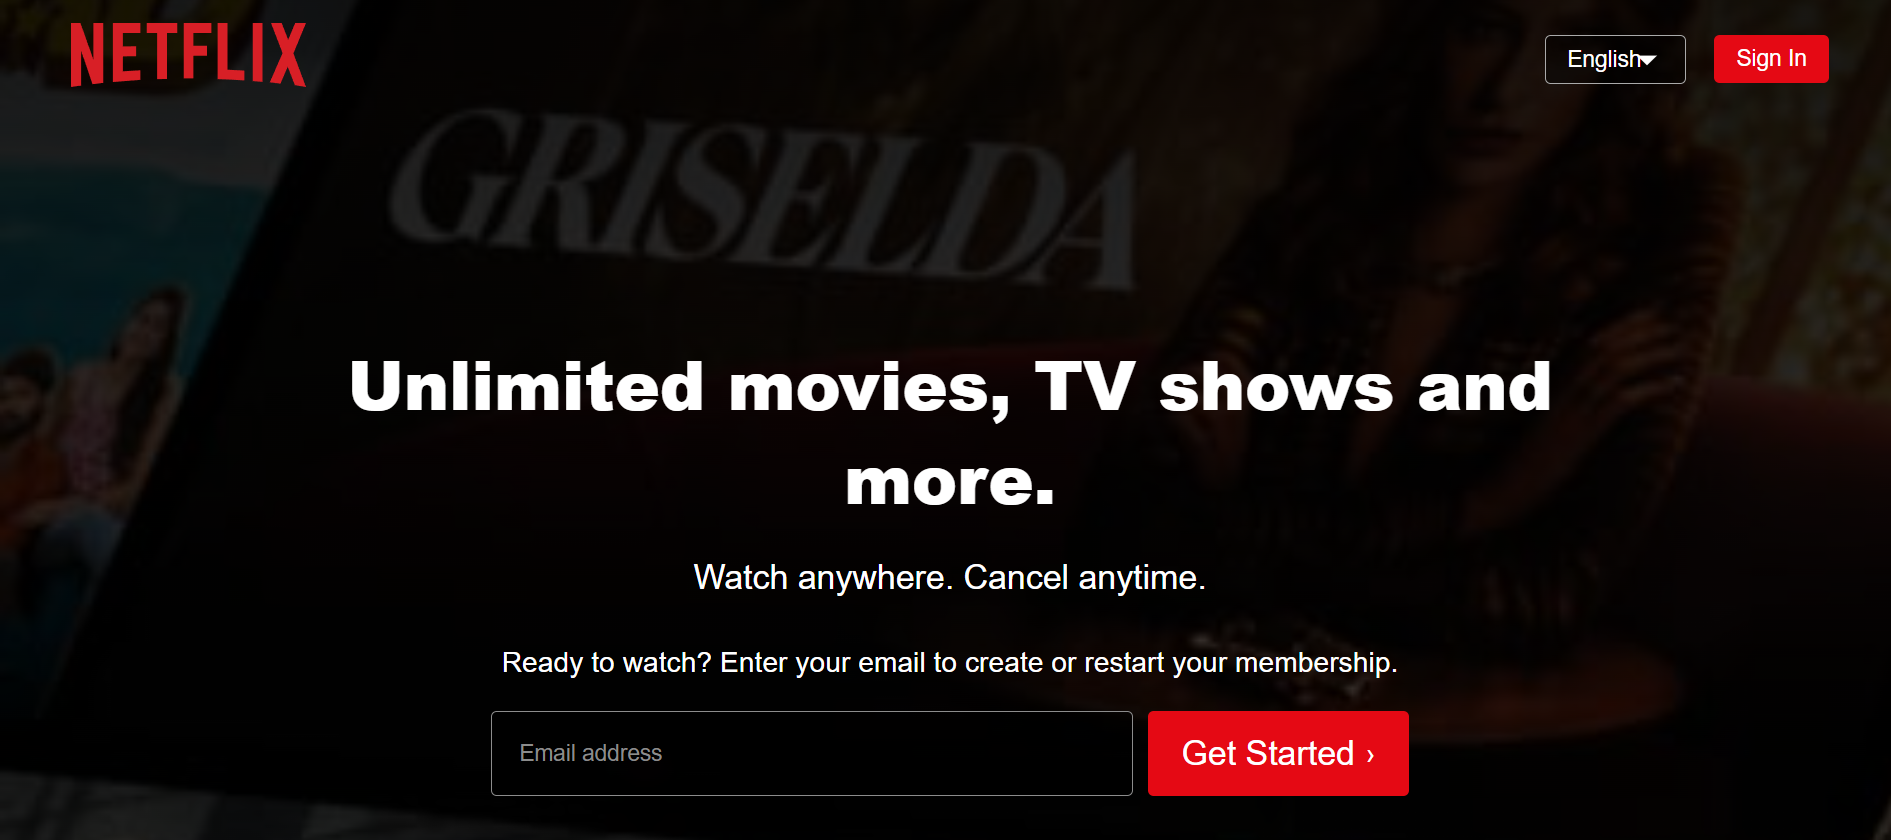 NETFLIX
English
Sign In
GRISELDA
Unlimited movies, TV shows and
more.
Watch anywhere. Cancel anytime.
Ready to watch? Enter your email to create or restart your membership.
Email address
Get Started ›